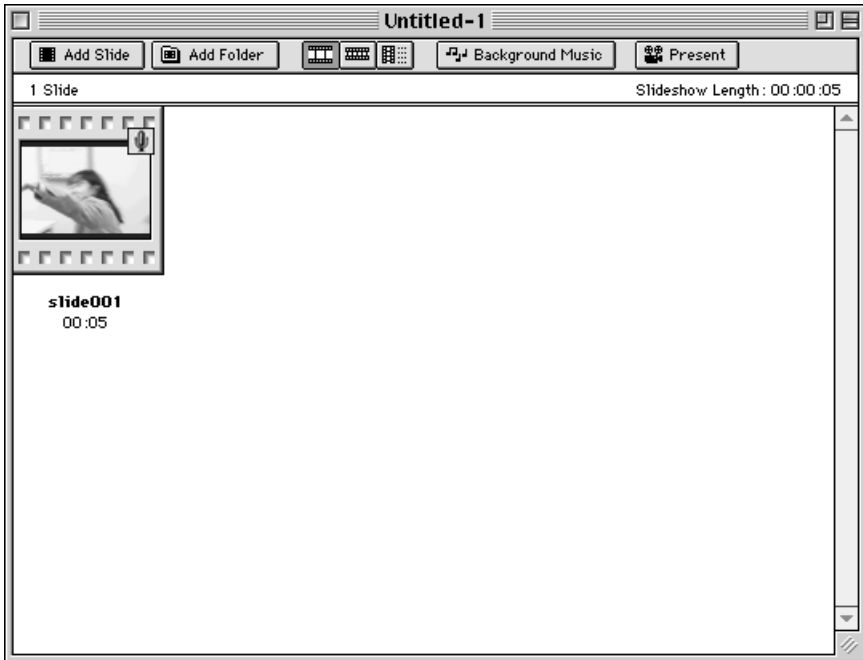 Untitled-1
Add Slide Add Folder Background Music Present
1 Slide Slideshow Length: 00:00:05
slide001
00:05